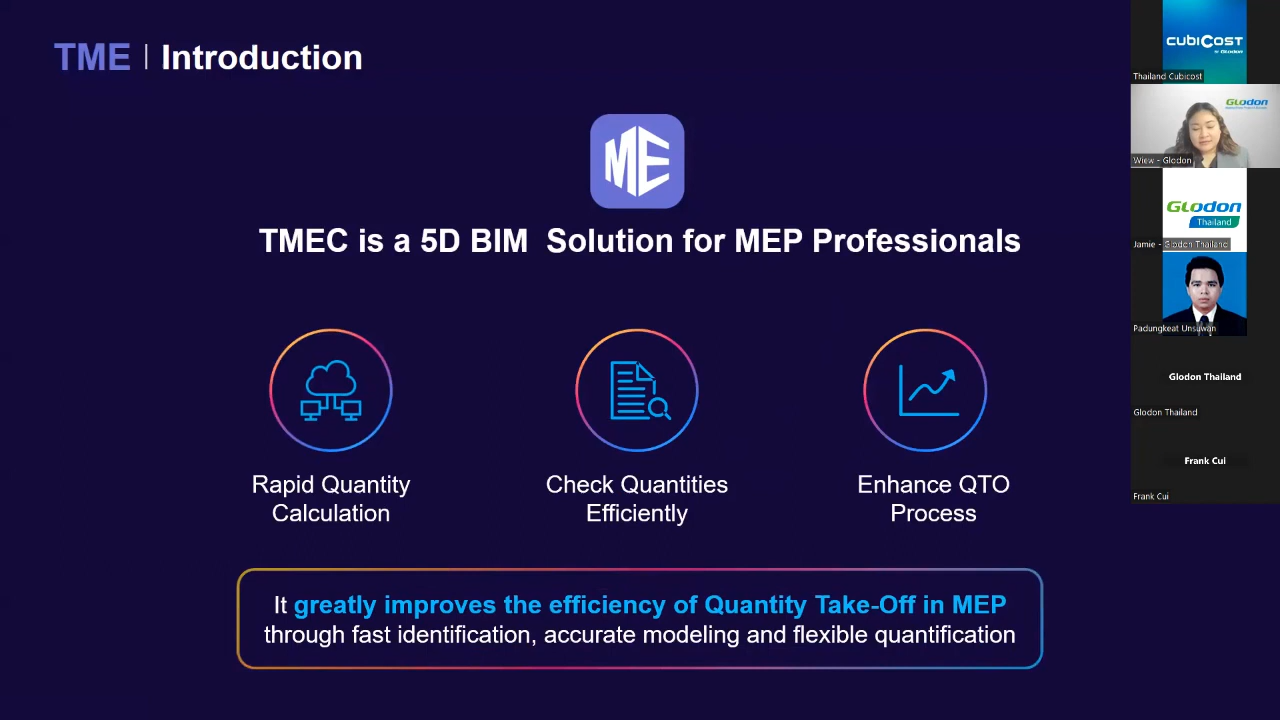 TME | Introduction
ME
TMEC is a 5D BIM  Solution for MEP Professionals
Rapid Quantity
Calculation
Check Quantities
Efficiently
Enhance QTO
Process
It greatly improves the efficiency of Quantity Take-Off in MEP
through fast identification, accurate modeling and flexible quantification
CUBICOST
BY Glodon
Thailand Cubicost
GLODON
Wiew - Glodon
GLODON
Thailand
Jamie - Glodon Thailand
Padungkeat Unsuwan
Glodon Thailand
Glodon Thailand
Frank Cui
Frank Cui